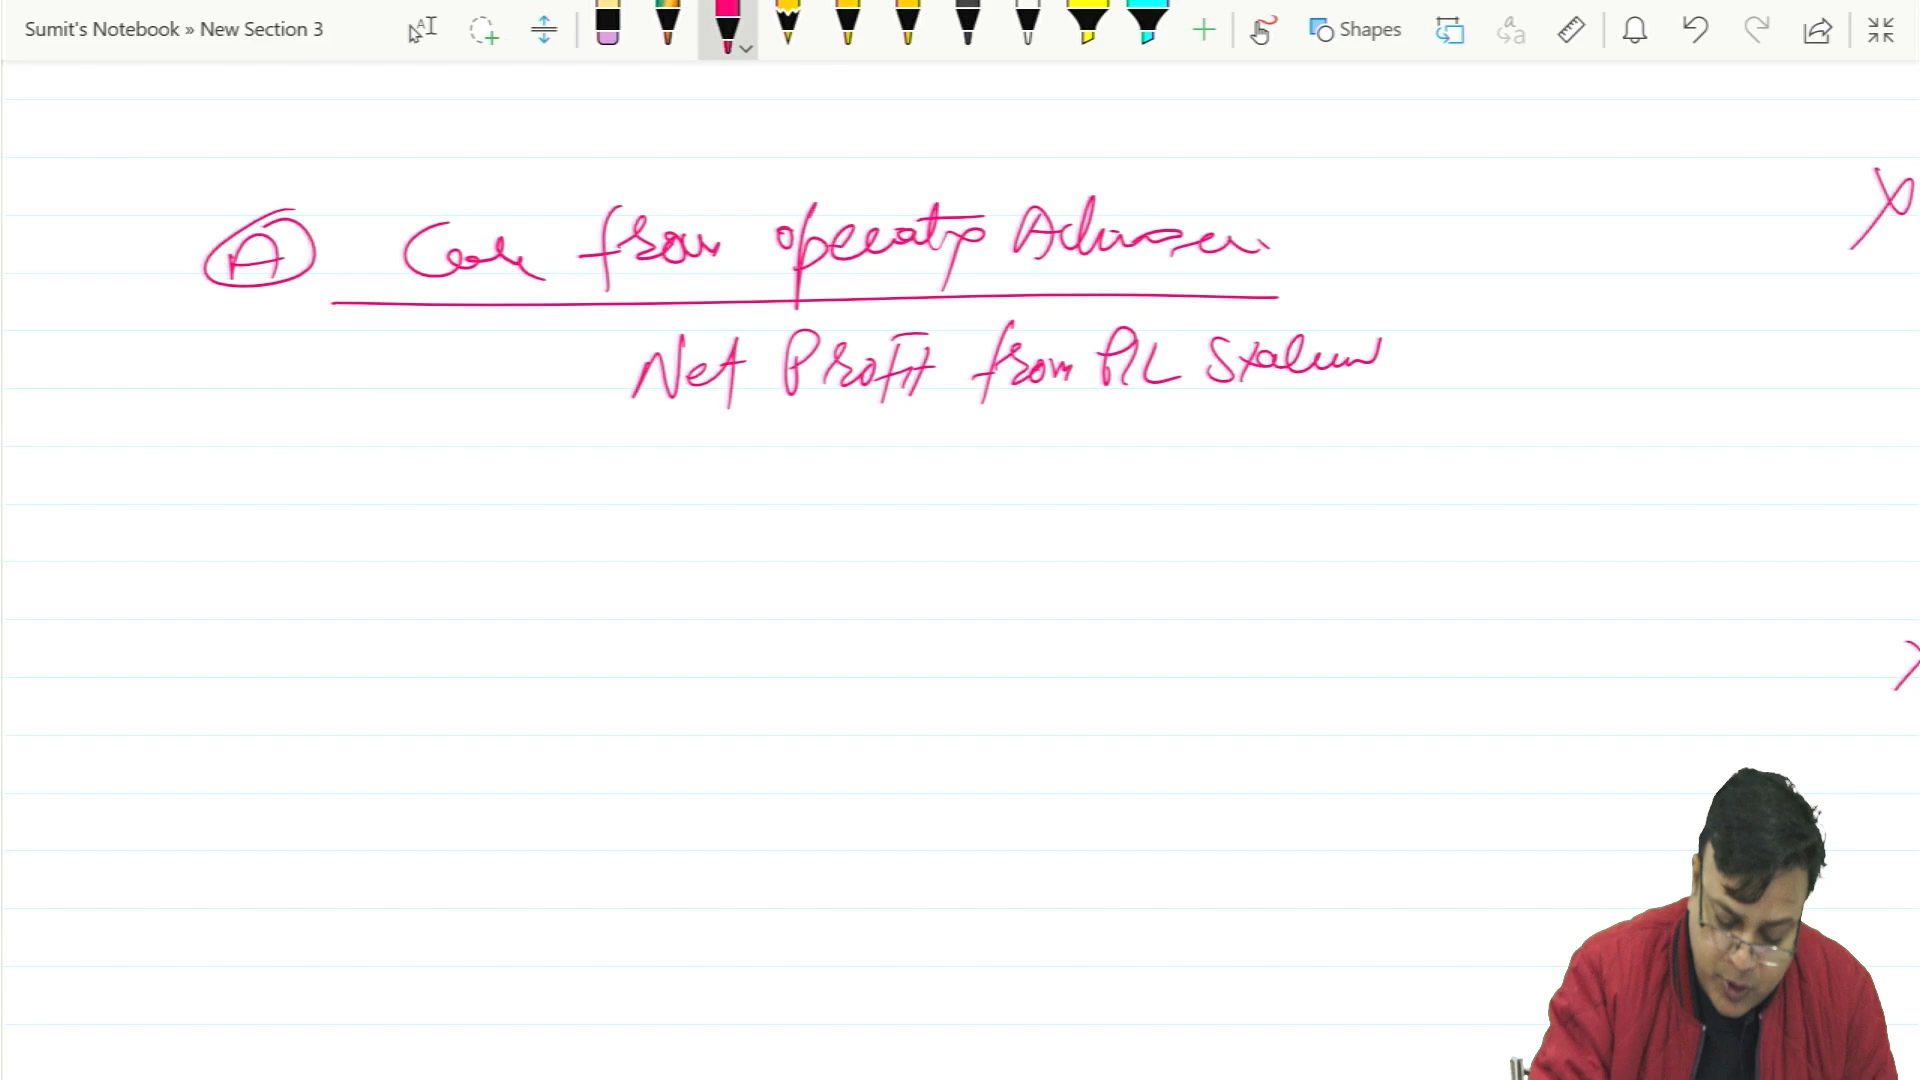 Sumit's Notebook » New Section 3
Shapes
A Cash from operating Activities
Net Profit from P/L Statement